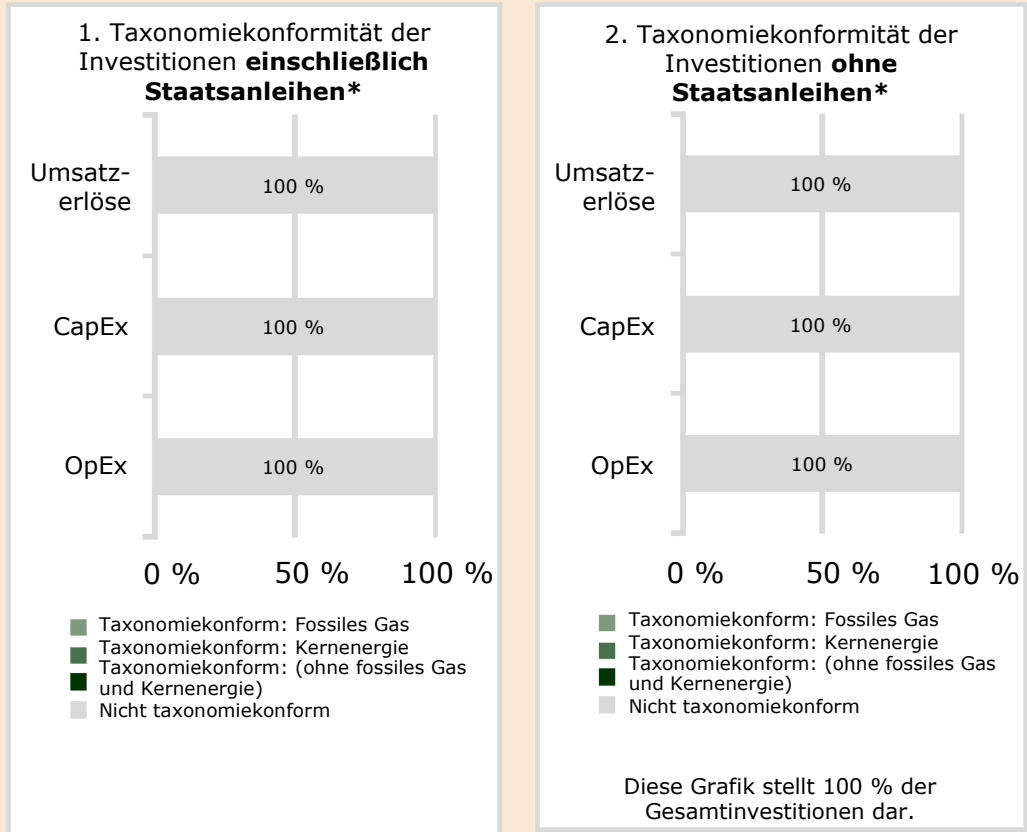 1. Taxonomiekonformität der
Investitionen einschließlich
Staatsanleihen*
Umsatz-
erlöse
100 %
CapEx
100 %
OpEx
100 %
0 % 50 % 100 %
Taxonomiekonform: Fossiles Gas
Taxonomiekonform: Kernenergie
Taxonomiekonform: (ohne fossiles Gas
und Kernenergie)
Nicht taxonomiekonform
2. Taxonomiekonformität der
Investitionen ohne
Staatsanleihen*
Umsatz-
erlöse
100 %
CapEx
100 %
OpEx
100 %
0 % 50 % 100 %
Taxonomiekonform: Fossiles Gas
Taxonomiekonform: Kernenergie
Taxonomiekonform: (ohne fossiles Gas
und Kernenergie)
Nicht taxonomiekonform
Diese Grafik stellt 100 % der
Gesamtinvestitionen dar.